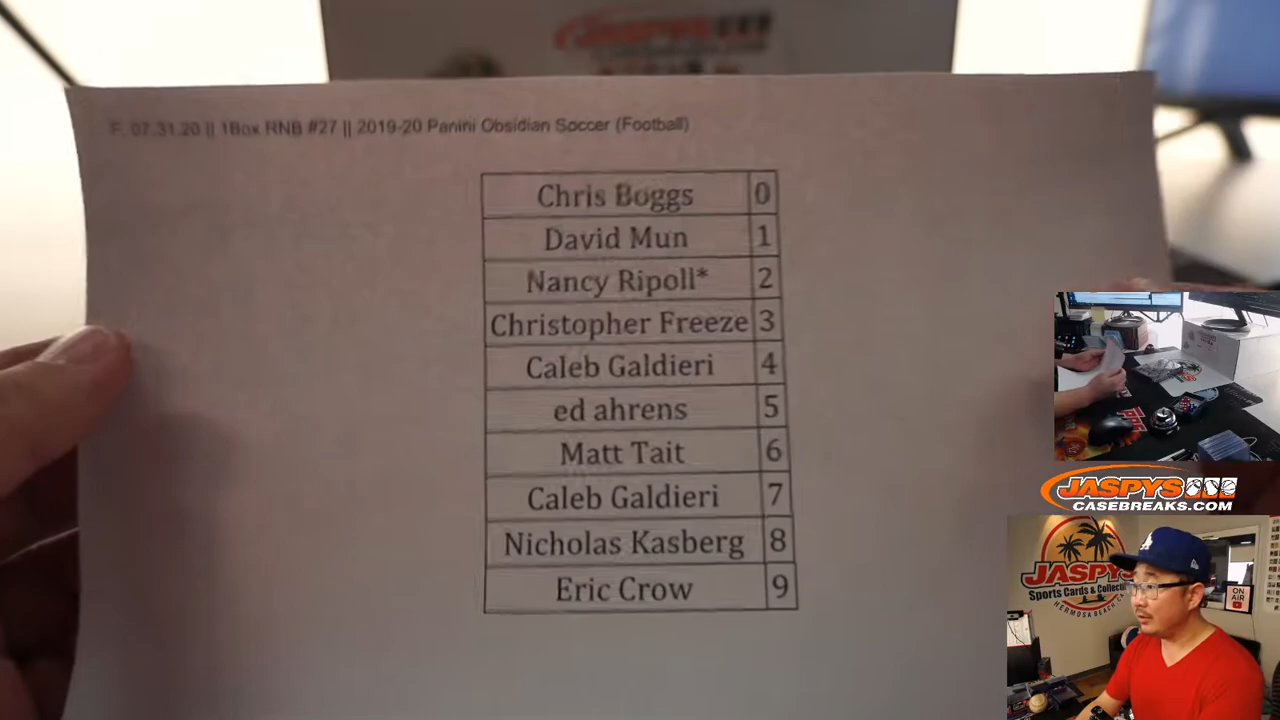 JASPYS
F, 07.31.20 || 1Box RNB #27 || 2019-20 Panini Obsidian Soccer (Football)
Chris Boggs 0
David Mun 1
Nancy Ripoll* 2
Christopher Freeze 3
Caleb Galdieri 4
ed ahrens 5
Matt Tait 6
Caleb Galdieri 7
Nicholas Kasberg 8
Eric Crow 9
JASPYS
CASEBREAKS.COM
JASPYS
Sports Cards &
HERMOSA BEACH
ON AIR